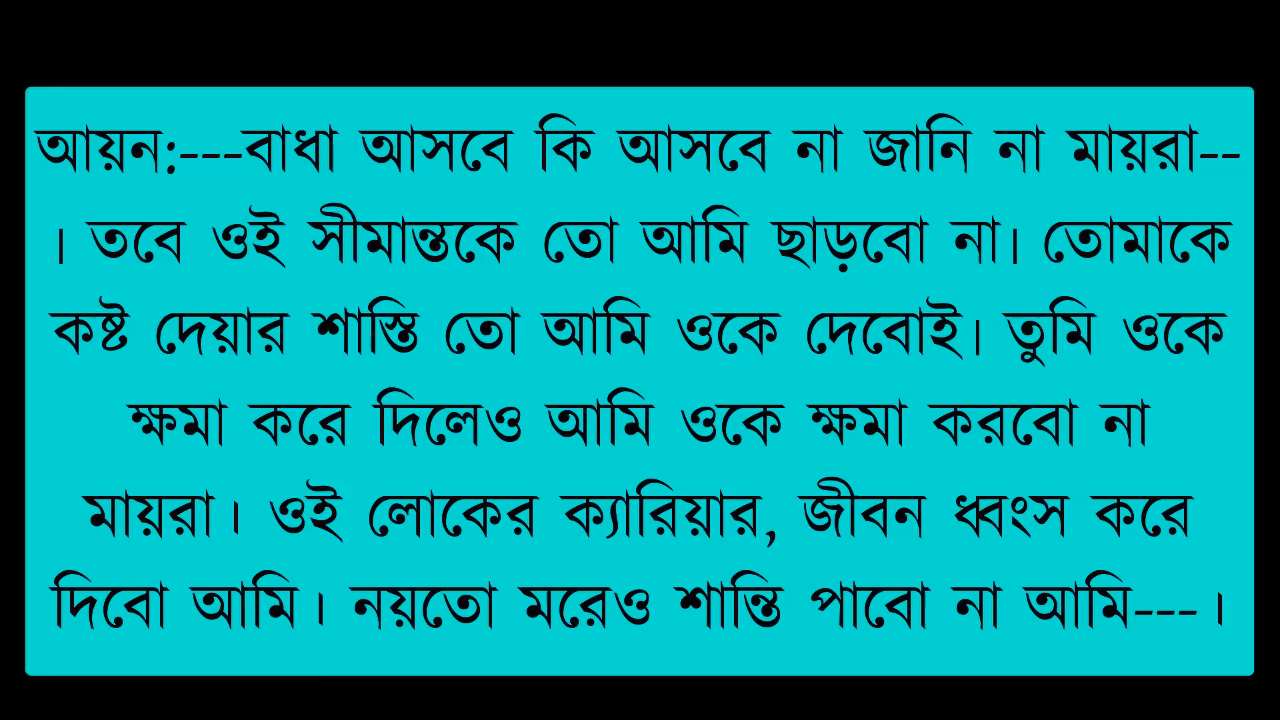 আয়ন:---বাধা আসবে কি আসবে না জানি না মায়রা--
। তবে ওই সীমান্তকে তো আমি ছাড়বো না। তোমাকে
কষ্ট দেয়ার শাস্তি তো আমি ওকে দেবোই। তুমি ওকে
ক্ষমা করে দিলেও আমি ওকে ক্ষমা করবো না
মায়রা। ওই লোকের ক্যারিয়ার, জীবন ধ্বংস করে
দিবো আমি। নয়তো মরেও শান্তি পাবো না আমি---।